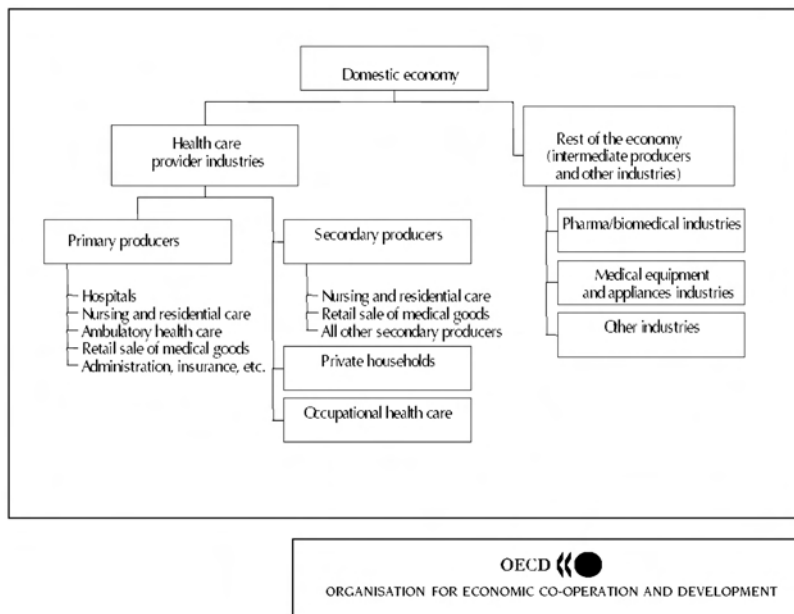 Domestic economy
Health care
provider industries
Rest of the economy
(intermediate producers
and other industries)
Primary producers
Hospitals
Nursing and residential care
Ambulatory health care
Retail sale of medical goods
Administration, insurance, etc.
Secondary producers
Nursing and residential care
Retail sale of medical goods
All other secondary producers
Private households
Occupational health care
Pharma/biomedical industries
Medical equipment
and appliances industries
Other industries
OECD
ORGANISATION FOR ECONOMIC CO-OPERATION AND DEVELOPMENT